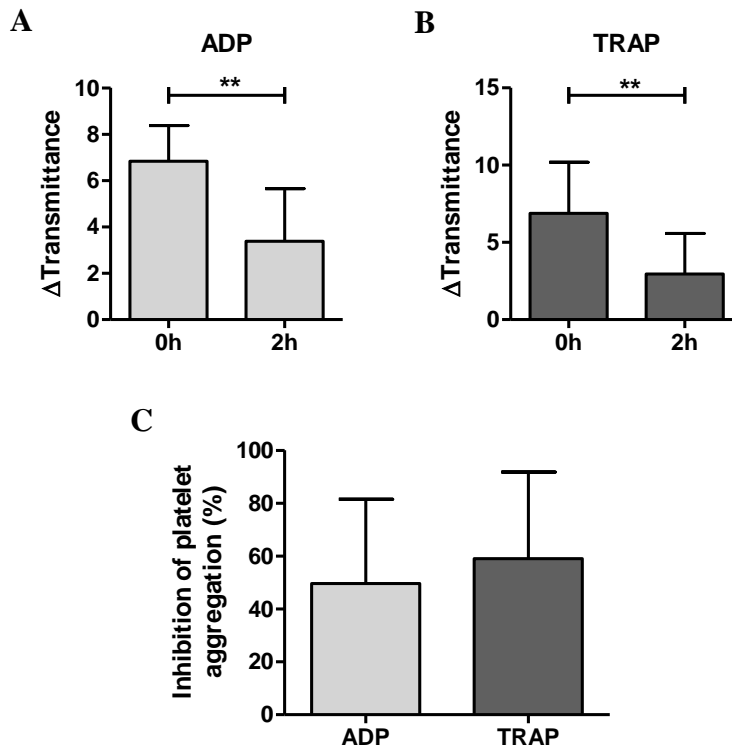 A
ADP
ΔTransmittance
10
8
6
4
2
0
**
0h
2h
B
TRAP
ΔTransmittance
15
10
5
0
**
0h
2h
C
Inhibition of platelet
aggregation (%)
100
80
60
40
20
0
ADP
TRAP